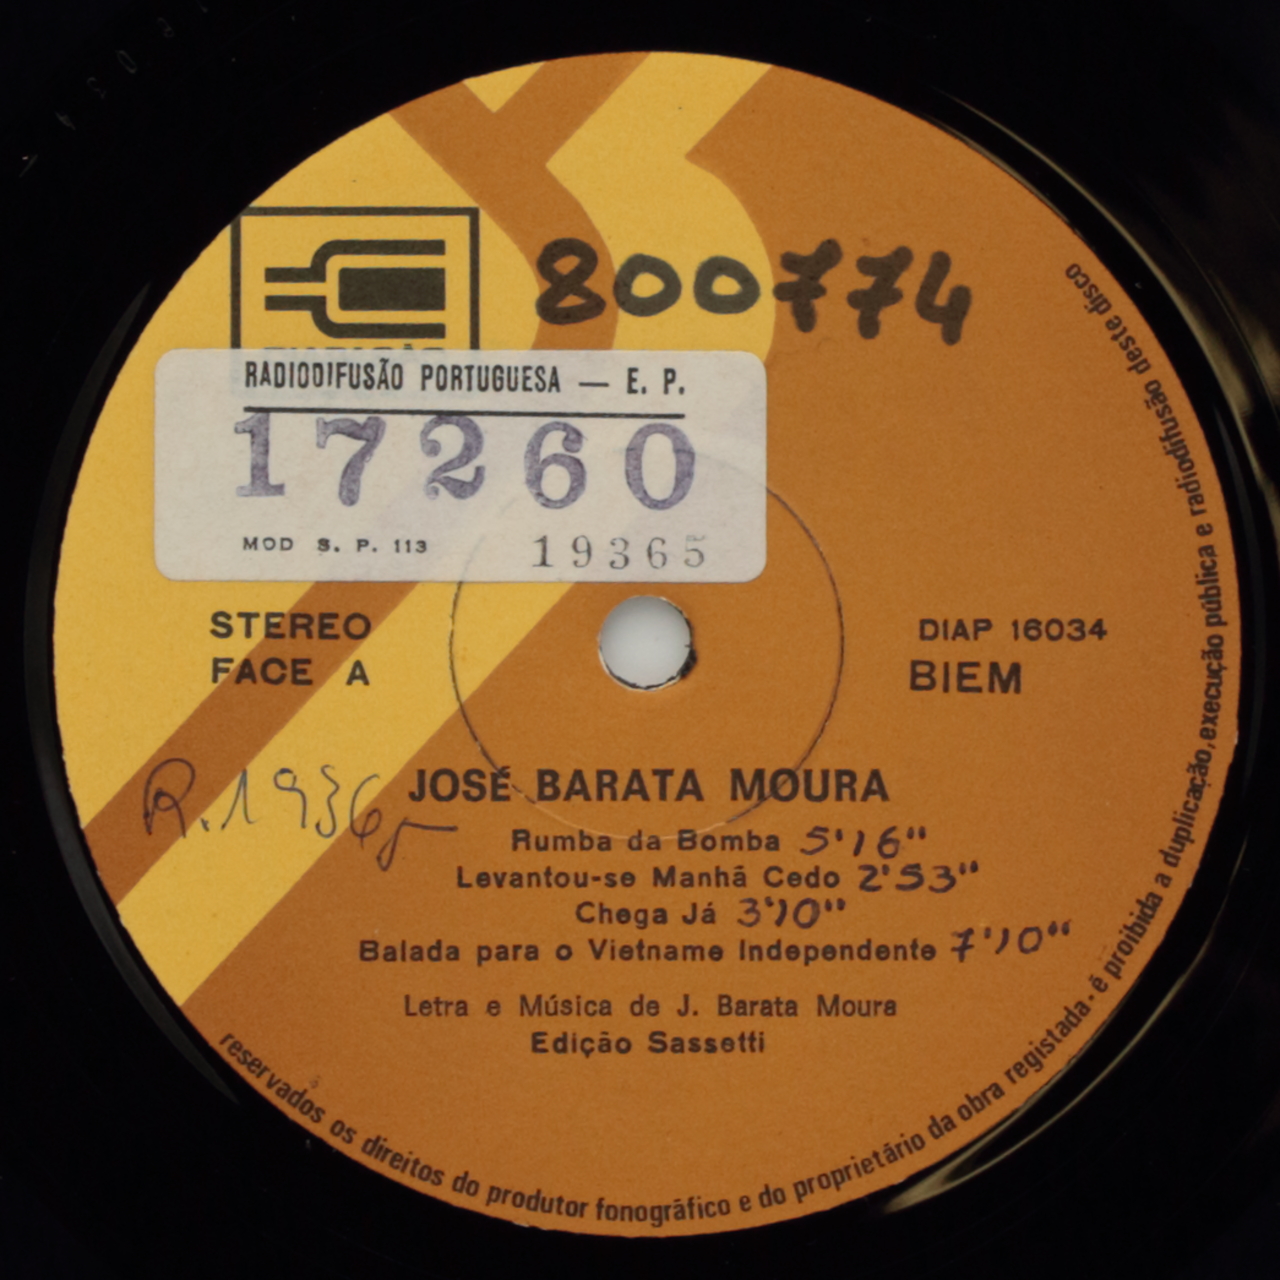 800774
RADIODIFUSÃO PORTUGUESA — E. P.
17260
MOD S. P. 113 19365
STEREO
FACE A
DIAP 16034
BIEM
R.19365
JOSÉ BARATA MOURA
Rumba da Bomba 5'16"
Levantou-se Manhã Cedo 2'53"
Chega Já 3'10"
Balada para o Vietname Independente 7'10"
Letra e Música de J. Barata Moura
Edição Sassetti
reservados os direitos do produtor fonográfico e do proprietário da obra registada - é proibida a duplicação, execução pública e radiodifusão deste disco